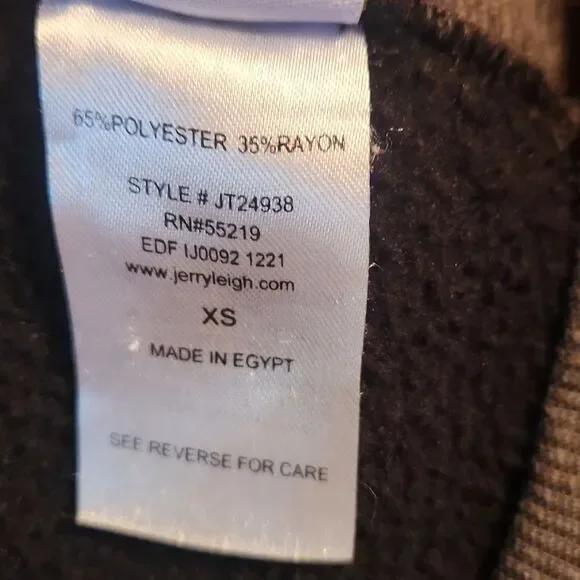 65%POLYESTER 35%RAYON
STYLE # JT24938
RN#55219
EDF IJ0092 1221
www.jerryleigh.com
XS
MADE IN EGYPT
SEE REVERSE FOR CARE